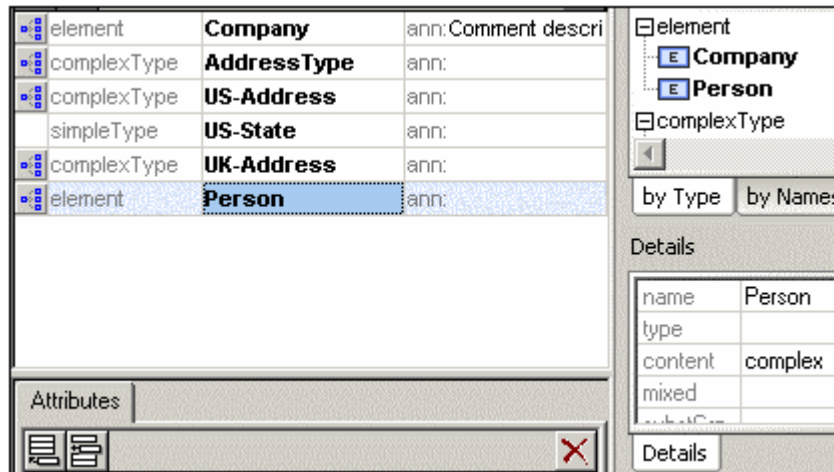 element Company ann:Comment descri
complexType AddressType ann:
complexType US-Address ann:
simpleType US-State ann:
complexType UK-Address ann:
element Person ann:
Attributes
element
E Company
E Person
complexType
by Type by Names
Details
name Person
type
content complex
mixed
Details